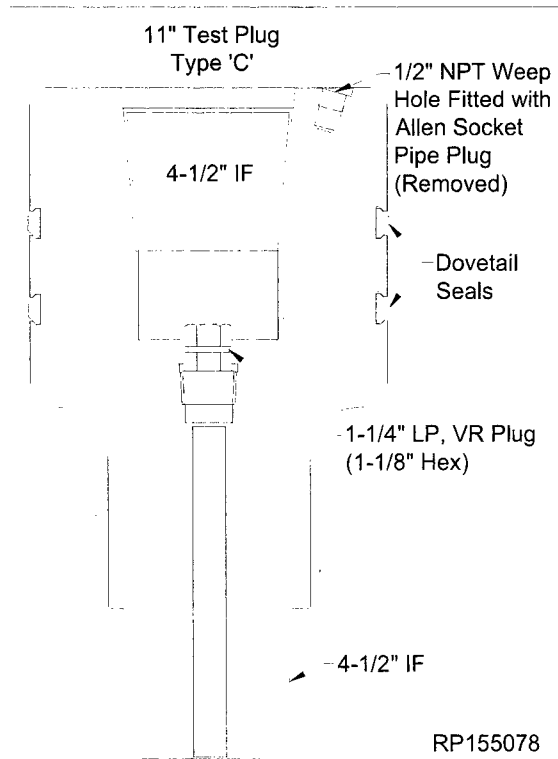 11" Test Plug
Type 'C'
1/2" NPT Weep
Hole Fitted with
Allen Socket
Pipe Plug
(Removed)
4-1/2" IF
Dovetail
Seals
1-1/4" LP, VR Plug
(1-1/8" Hex)
4-1/2" IF
RP155078